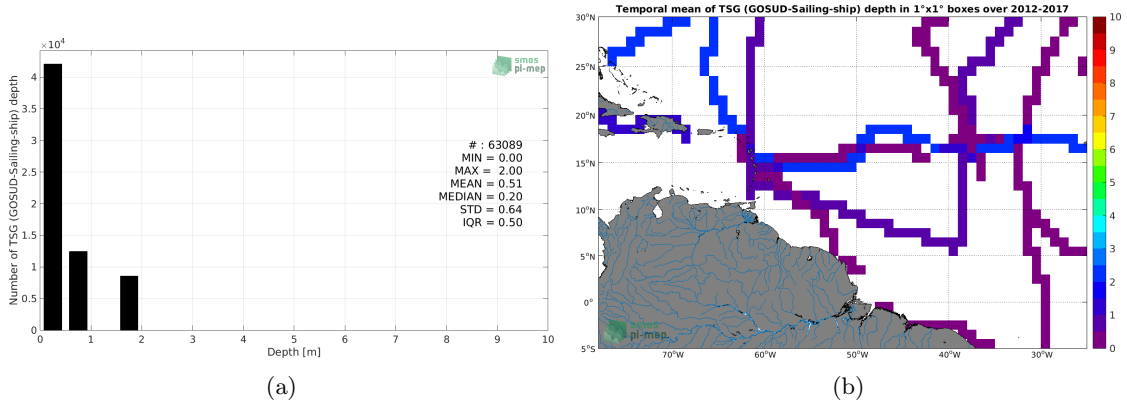 ×10⁴
4
3.5
3
2.5
2
1.5
1
0.5
0
Number of TSG (GOSUD-Sailing-ship) depth
0 1 2 3 4 5 6 7 8 9 10
Depth [m]
smos
pi-mep
# : 63089
MIN = 0.00
MAX = 2.00
MEAN = 0.51
MEDIAN = 0.20
STD = 0.64
IQR = 0.50
(a)
Temporal mean of TSG (GOSUD-Sailing-ship) depth in 1°x1° boxes over 2012-2017
30°N
25°N
20°N
15°N
10°N
5°N
0°
5°S
70°W 60°W 50°W 40°W 30°W
smos
pi-mep
10
9
8
7
6
5
4
3
2
1
0
(b)